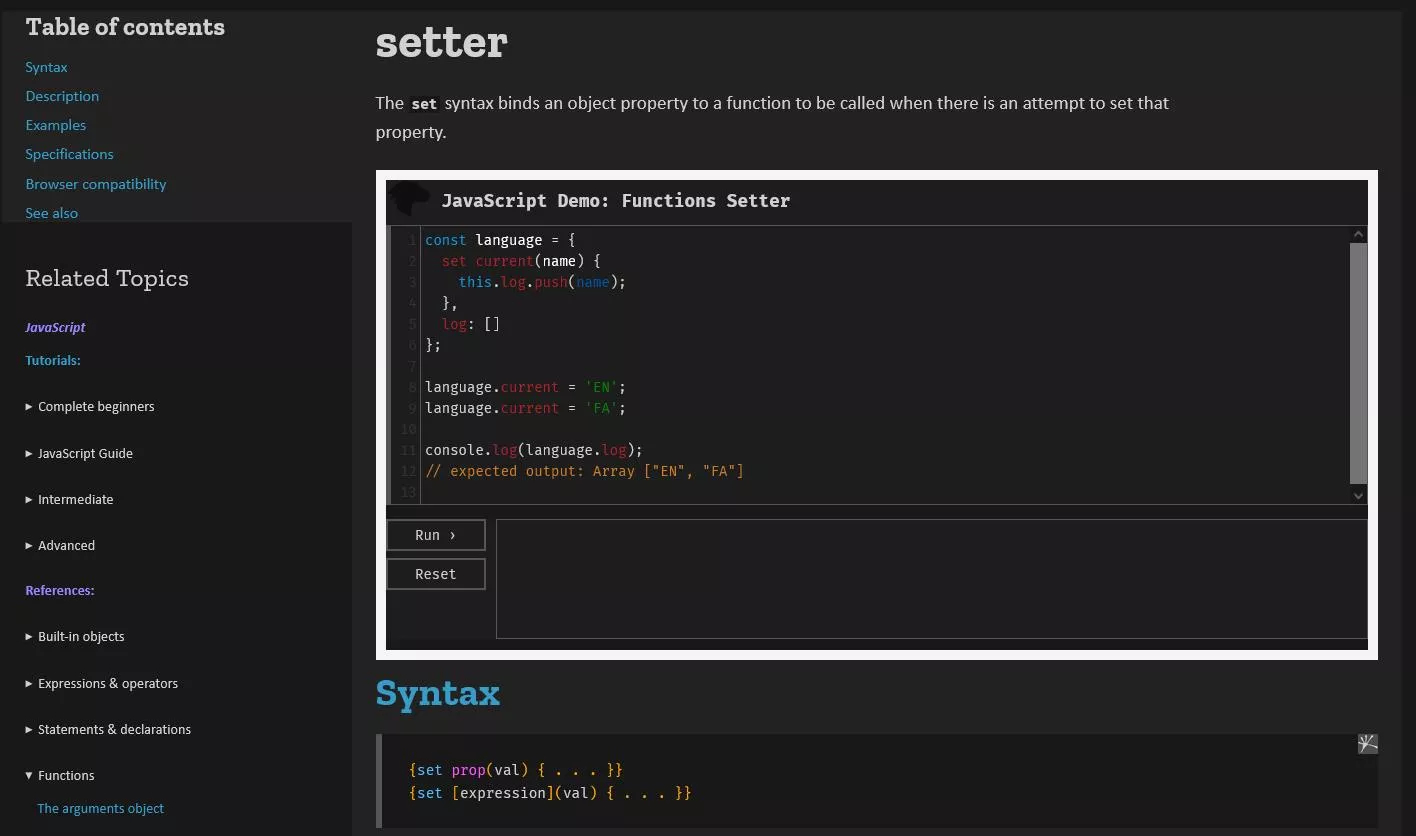 Table of contents
Syntax
Description
Examples
Specifications
Browser compatibility
See also
Related Topics
JavaScript
Tutorials:
▸ Complete beginners
▸ JavaScript Guide
▸ Intermediate
▸ Advanced
References:
▸ Built-in objects
▸ Expressions & operators
▸ Statements & declarations
▾ Functions
The arguments object
setter
The set syntax binds an object property to a function to be called when there is an attempt to set that
property.
JavaScript Demo: Functions Setter
1 const language = {
2   set current(name) {
3     this.log.push(name);
4   },
5   log: []
6 };
7
8 language.current = 'EN';
9 language.current = 'FA';
10
11 console.log(language.log);
12 // expected output: Array ["EN", "FA"]
13
Run ›
Reset
Syntax
{set prop(val) { . . . }}
{set [expression](val) { . . . }}